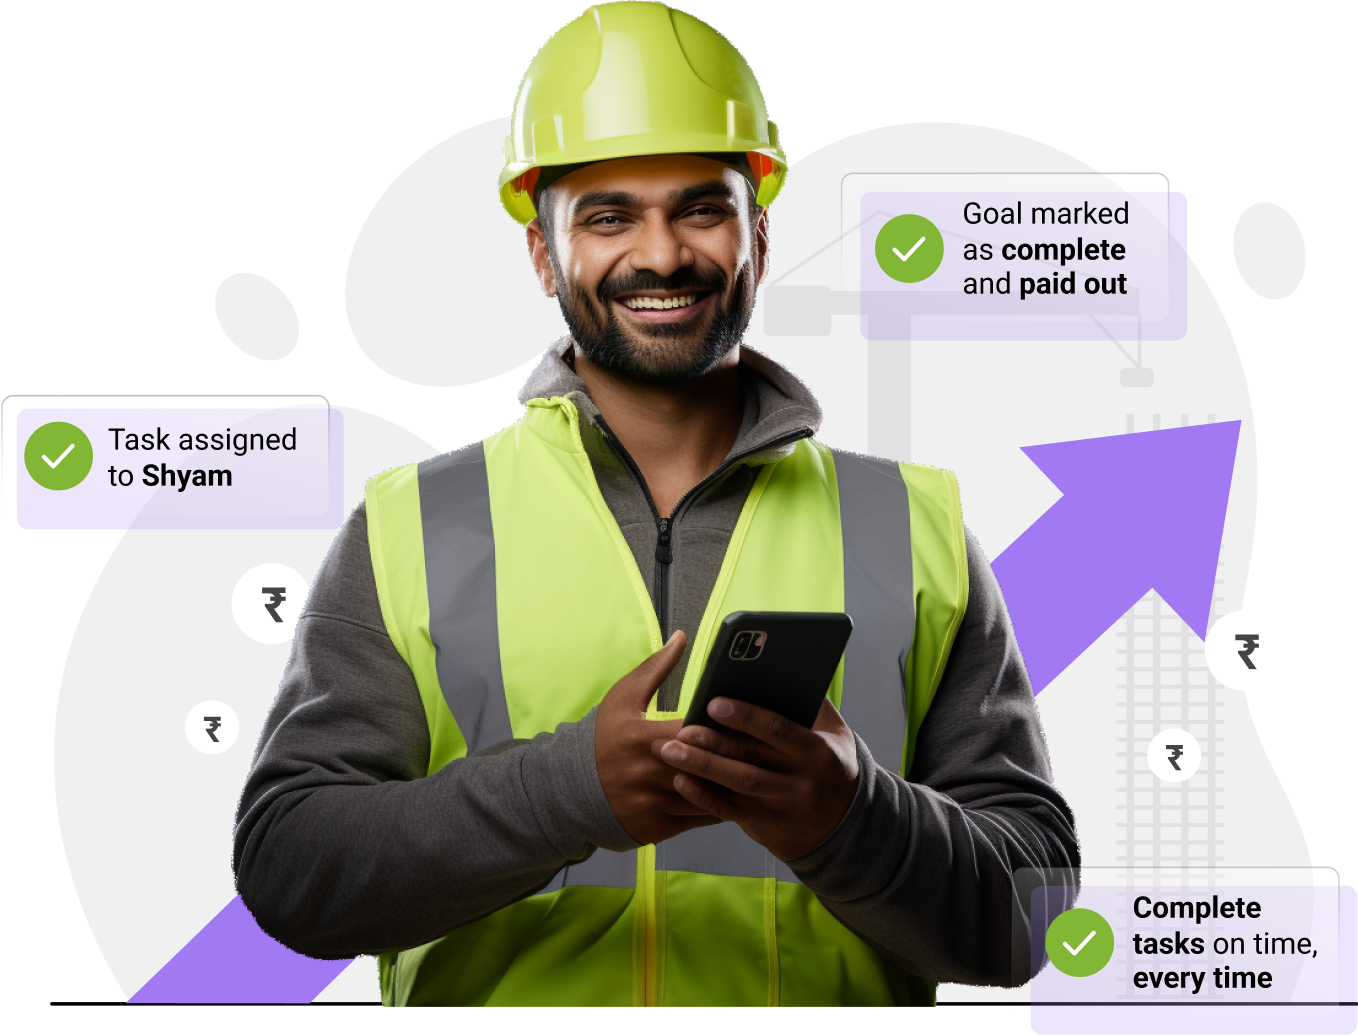 Goal marked
as complete
and paid out
Task assigned
to Shyam
₹
₹
₹
₹
Complete
tasks on time,
every time